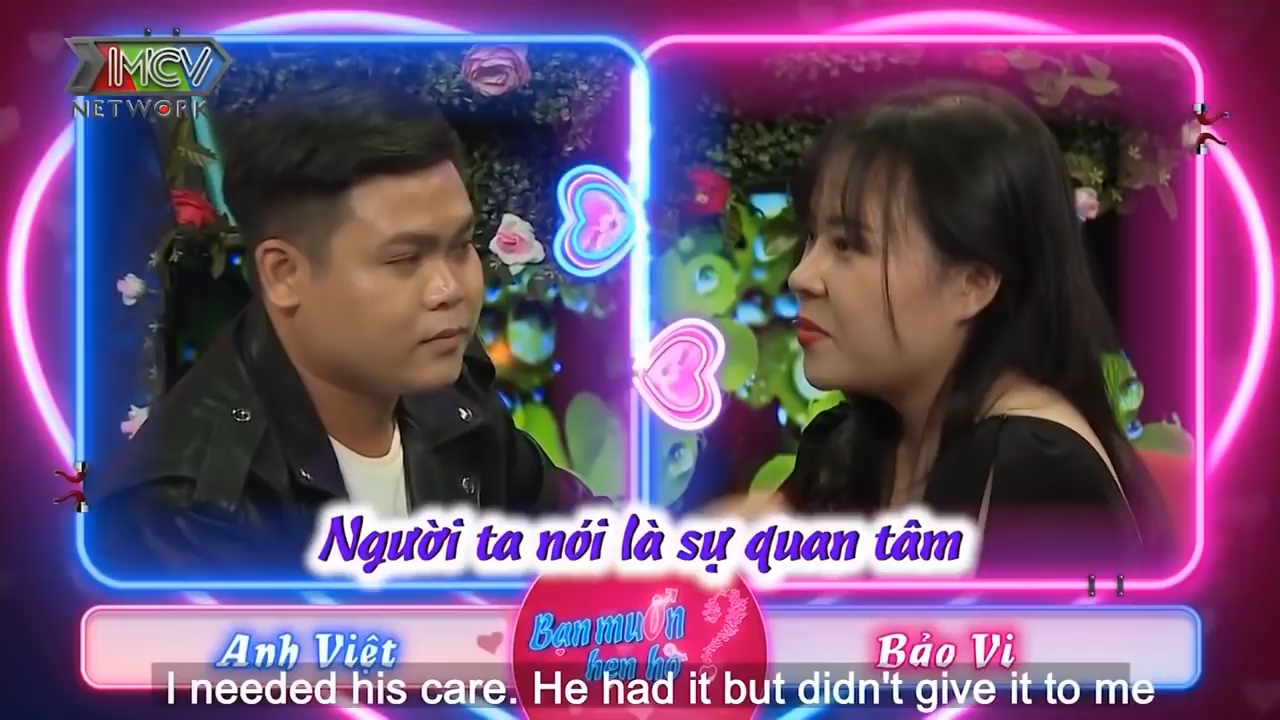 MCV
NETWORK
Người ta nói là sự quan tâm
Anh Việt
Bạn muốn
hẹn hò
Bảo Vi
I needed his care. He had it but didn't give it to me